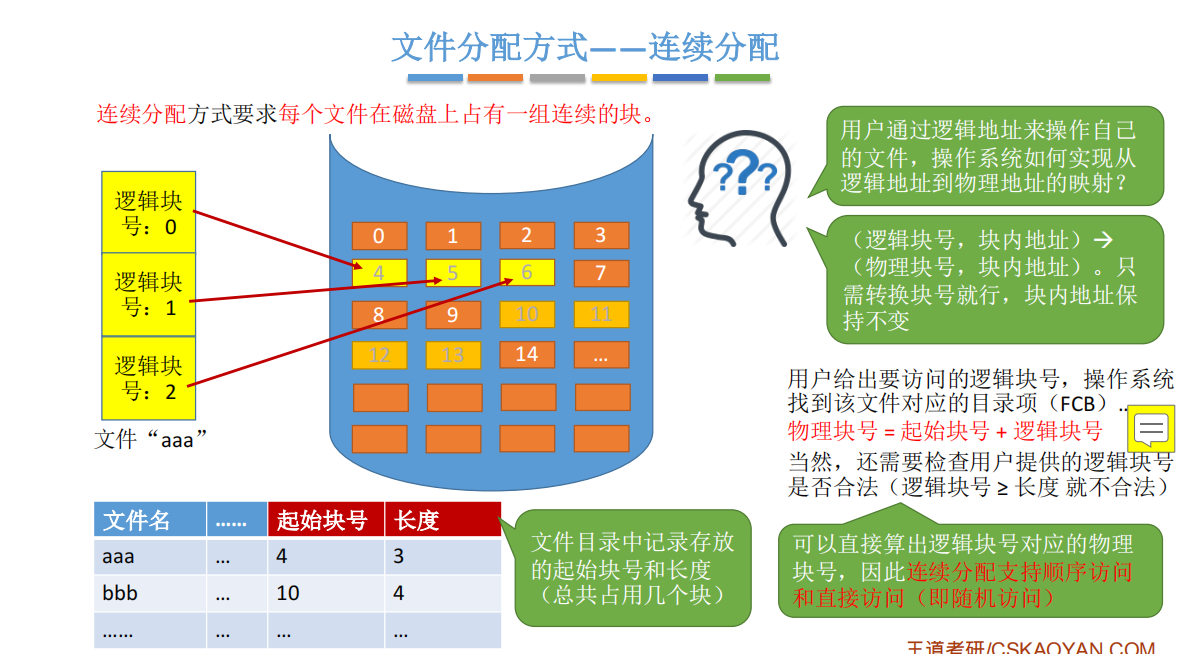 文件分配方式——连续分配
连续分配方式要求每个文件在磁盘上占有一组连续的块。
逻辑块
号：0
逻辑块
号：1
逻辑块
号：2
文件“aaa”
0 1 2 3
4 5 6 7
8 9 10 11
12 13 14 ...
用户通过逻辑地址来操作自己
的文件，操作系统如何实现从
逻辑地址到物理地址的映射？
（逻辑块号，块内地址）→
（物理块号，块内地址）。只
需转换块号就行，块内地址保
持不变
用户给出要访问的逻辑块号，操作系统
找到该文件对应的目录项（FCB）...
物理块号 = 起始块号 + 逻辑块号
当然，还需要检查用户提供的逻辑块号
是否合法（逻辑块号 ≥ 长度 就不合法）
可以直接算出逻辑块号对应的物理
块号，因此连续分配支持顺序访问
和直接访问（即随机访问）
文件名 …… 起始块号 长度
aaa ... 4 3
bbb ... 10 4
…… ... ... ...
文件目录中记录存放
的起始块号和长度
（总共占用几个块）
王道考研/CSKAOYAN.COM